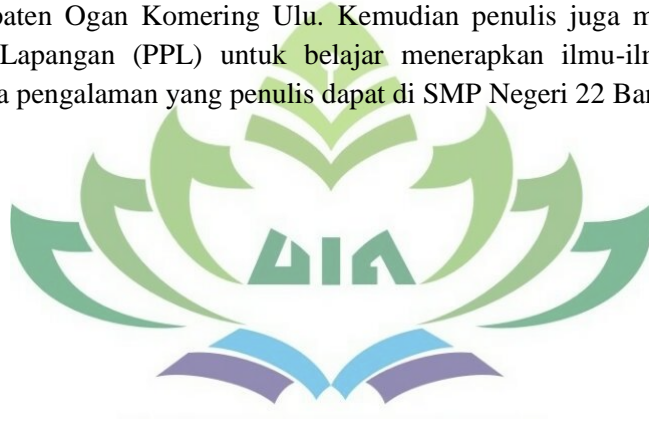 paten Ogan Komering Ulu. Kemudian penulis juga m
Lapangan (PPL) untuk belajar menerapkan ilmu-iln
a pengalaman yang penulis dapat di SMP Negeri 22 Ban
UIN